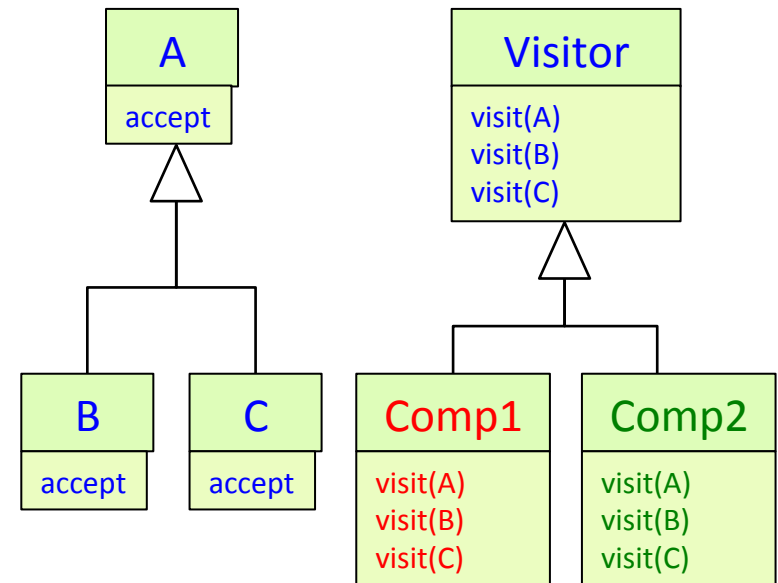 A
accept
B
accept
C
accept
Visitor
visit(A)
visit(B)
visit(C)
Comp1
visit(A)
visit(B)
visit(C)
Comp2
visit(A)
visit(B)
visit(C)